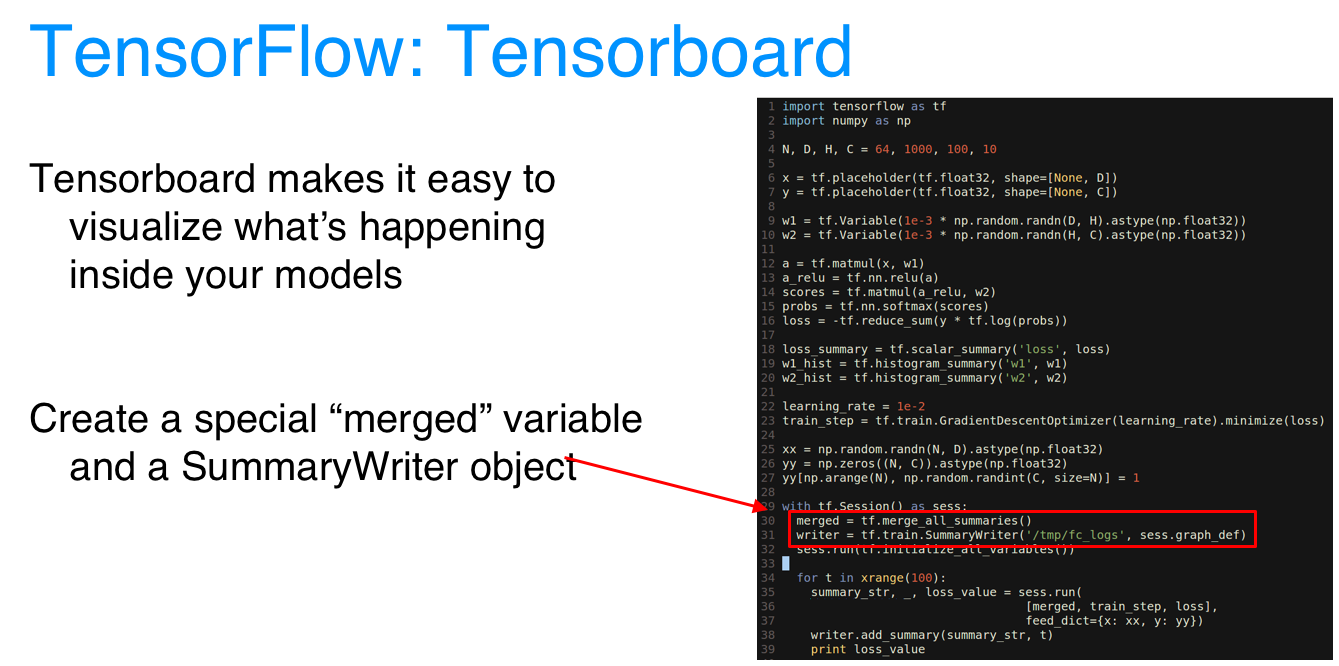 TensorFlow: Tensorboard
Tensorboard makes it easy to
visualize what's happening
inside your models
Create a special “merged” variable
and a SummaryWriter object
1 import tensorflow as tf
2 import numpy as np
3
4 N, D, H, C = 64, 1000, 100, 10
5
6 x = tf.placeholder(tf.float32, shape=[None, D])
7 y = tf.placeholder(tf.float32, shape=[None, C])
8
9 w1 = tf.Variable(1e-3 * np.random.randn(D, H).astype(np.float32))
10 w2 = tf.Variable(1e-3 * np.random.randn(H, C).astype(np.float32))
11
12 a = tf.matmul(x, w1)
13 a_relu = tf.nn.relu(a)
14 scores = tf.matmul(a_relu, w2)
15 probs = tf.nn.softmax(scores)
16 loss = -tf.reduce_sum(y * tf.log(probs))
17
18 loss_summary = tf.scalar_summary('loss', loss)
19 w1_hist = tf.histogram_summary('w1', w1)
20 w2_hist = tf.histogram_summary('w2', w2)
21
22 learning_rate = 1e-2
23 train_step = tf.train.GradientDescentOptimizer(learning_rate).minimize(loss)
24
25 xx = np.random.randn(N, D).astype(np.float32)
26 yy = np.zeros((N, C)).astype(np.float32)
27 yy[np.arange(N), np.random.randint(C, size=N)] = 1
28
29 with tf.Session() as sess:
30 merged = tf.merge_all_summaries()
31 writer = tf.train.SummaryWriter('/tmp/fc_logs', sess.graph_def)
32 sess.run(tf.initialize_all_variables())
33
34 for t in xrange(100):
35 summary_str, _, loss_value = sess.run(
36 [merged, train_step, loss],
37 feed_dict={x: xx, y: yy})
38 writer.add_summary(summary_str, t)
39 print loss_value